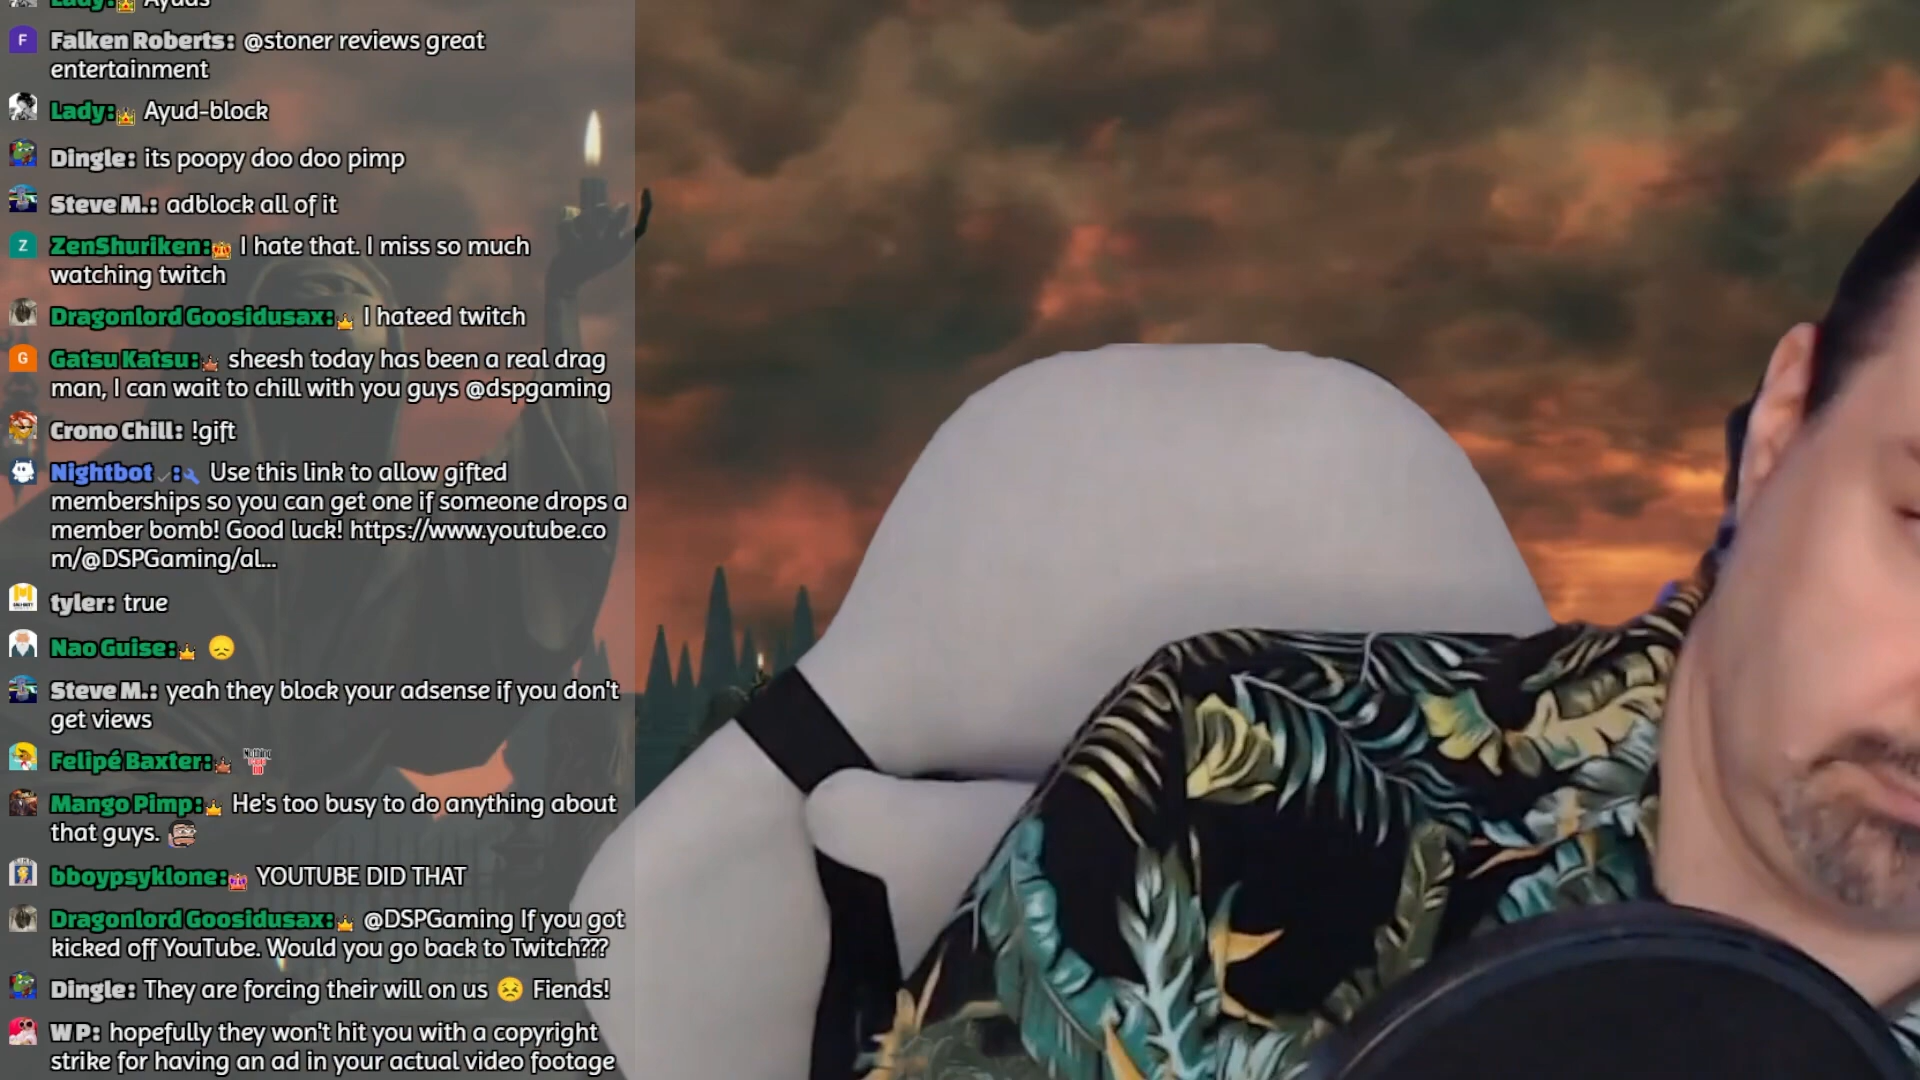 Lady: Ayuds
Falken Roberts: @stoner reviews great
entertainment
Lady: Ayud-block
Dingle: its poopy doo doo pimp
Steve M.: adblock all of it
ZenShuriken: I hate that. I miss so much
watching twitch
Dragonlord Goosidusax: I hateed twitch
Gatsu Katsu: sheesh today has been a real drag
man, I can wait to chill with you guys @dspgaming
Crono Chill: !gift
Nightbot: Use this link to allow gifted
memberships so you can get one if someone drops a
member bomb! Good luck! https://www.youtube.co
m/@DSPGaming/al...
tyler: true
Nao Guise: 😞
Steve M.: yeah they block your adsense if you don't
get views
Felipé Baxter:
Mango Pimp: He's too busy to do anything about
that guys.
bboypsyklone: YOUTUBE DID THAT
Dragonlord Goosidusax: @DSPGaming If you got
kicked off YouTube. Would you go back to Twitch???
Dingle: They are forcing their will on us 😣 Fiends!
W P: hopefully they won't hit you with a copyright
strike for having an ad in your actual video footage